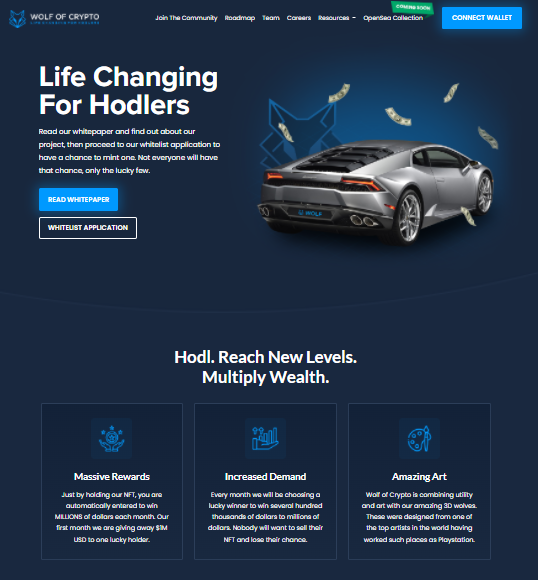 WOLF OF CRYPTO
LIFE CHANGING FOR HODLERS
Join The Community Roadmap Team Careers Resources OpenSea Collection
COMING SOON
CONNECT WALLET
Life Changing
For Hodlers
Read our whitepaper and find out about our
project, then proceed to our whitelist application to
have a chance to mint one. Not everyone will have
that chance, only the lucky few.
READ WHITEPAPER
WHITELIST APPLICATION
WOLF
Hodl. Reach New Levels.
Multiply Wealth.
Massive Rewards
Just by holding our NFT, you are
automatically entered to win
MILLIONS of dollars each month. Our
first month we are giving away $1M
USD to one lucky holder.
Increased Demand
Every month we will be choosing a
lucky winner to win several hundred
thousands of dollars to millions of
dollars. Nobody will want to sell their
NFT and lose their chance.
Amazing Art
Wolf of Crypto is combining utility
and art with our amazing 3D wolves.
These were designed from one of
the top artists in the world having
worked such places as Playstation.